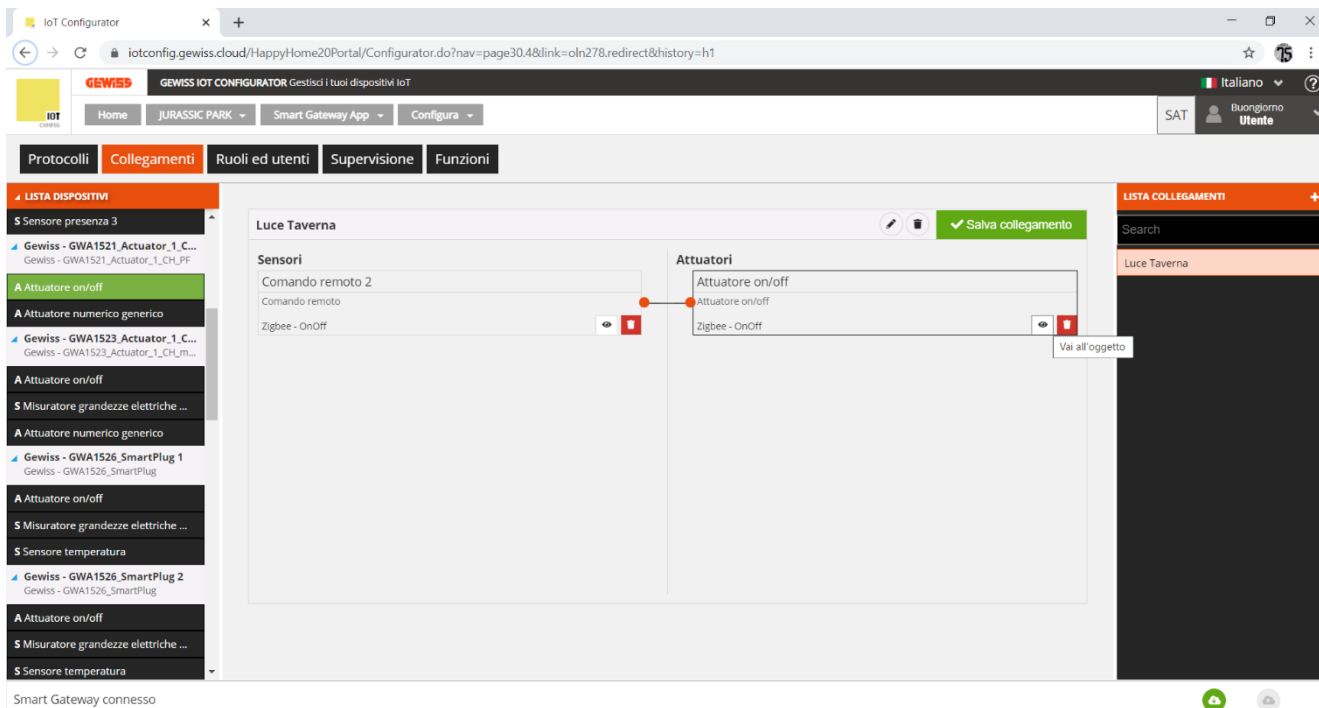 IoT Configurator
iotconfig.gewiss.cloud/HappyHome20Portal/Configurator.do?nav=page30.4&link=oln278.redirect&history=h1
75
IOT
CONFIG
GEWISS
GEWISS IOT CONFIGURATOR Gestisci i tuoi dispositivi IoT
Italiano
Home
JURASSIC PARK
Smart Gateway App
Configura
SAT
Buongiorno
Utente
Protocolli
Collegamenti
Ruoli ed utenti
Supervisione
Funzioni
LISTA DISPOSITIVI
S Sensore presenza 3
Gewiss - GWA1521_Actuator_1_C...
Gewiss - GWA1521_Actuator_1_CH_PF
A Attuatore on/off
A Attuatore numerico generico
Gewiss - GWA1523_Actuator_1_C...
Gewiss - GWA1523_Actuator_1_CH_m...
A Attuatore on/off
S Misuratore grandezze elettriche ...
A Attuatore numerico generico
Gewiss - GWA1526_SmartPlug 1
Gewiss - GWA1526_SmartPlug
A Attuatore on/off
S Misuratore grandezze elettriche ...
S Sensore temperatura
Gewiss - GWA1526_SmartPlug 2
Gewiss - GWA1526_SmartPlug
A Attuatore on/off
S Misuratore grandezze elettriche ...
S Sensore temperatura
Luce Taverna
Salva collegamento
Sensori
Comando remoto 2
Comando remoto
Zigbee - OnOff
Attuatori
Attuatore on/off
Attuatore on/off
Zigbee - OnOff
Vai all'oggetto
LISTA COLLEGAMENTI
Search
Luce Taverna
Smart Gateway connesso